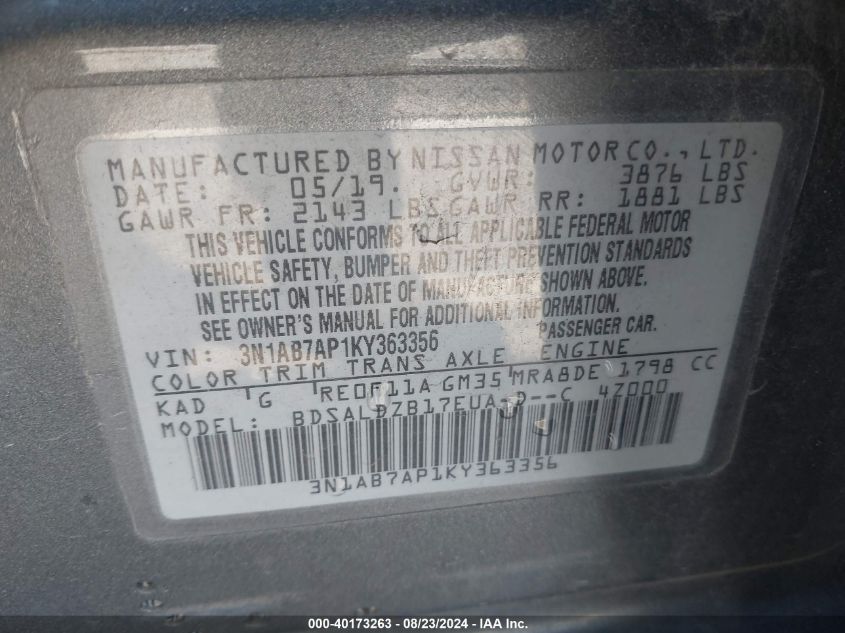 MANUFACTURED BY NISSAN MOTOR CO., LTD.
DATE: 05/19. GVWR: 3876 LBS
GAWR FR: 2143 LBS GAWR RR: 1881 LBS
THIS VEHICLE CONFORMS TO ALL APPLICABLE FEDERAL MOTOR
VEHICLE SAFETY, BUMPER AND THEFT PREVENTION STANDARDS
IN EFFECT ON THE DATE OF MANUFACTURE SHOWN ABOVE.
SEE OWNER'S MANUAL FOR ADDITIONAL INFORMATION.
VIN: 3N1AB7AP1KY363356 PASSENGER CAR.
COLOR TRIM TRANS AXLE ENGINE
KAD G RE0F11A GM35 MRA8DE 1798 CC
MODEL: BDSALDZB17EUA-D--C 4Z000
3N1AB7AP1KY363356
000-40173263 - 08/23/2024 - IAA Inc.